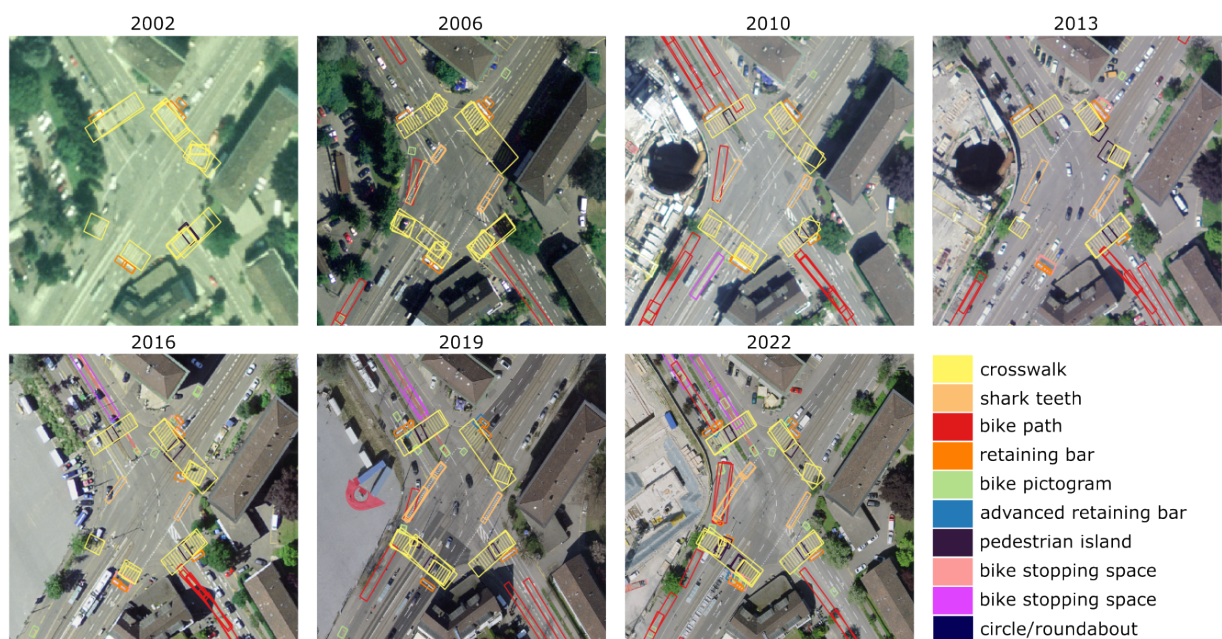 2002
2006
2010
2013
2016
2019
2022
crosswalk
shark teeth
bike path
retaining bar
bike pictogram
advanced retaining bar
pedestrian island
bike stopping space
bike stopping space
circle/roundabout